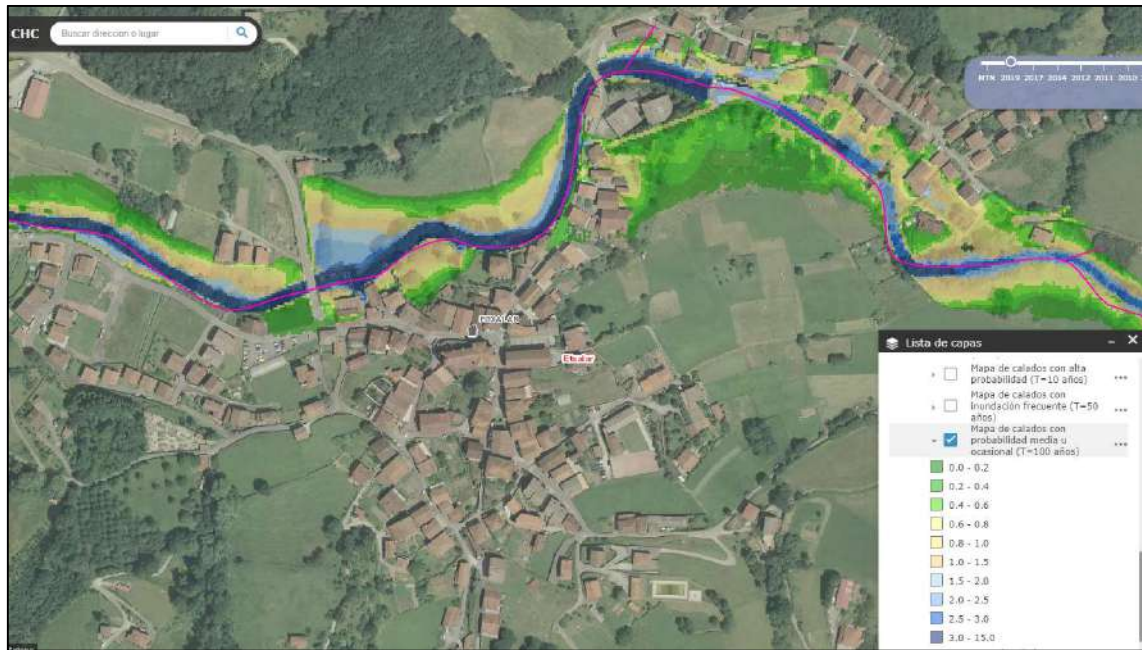 CHC
Buscar direccion o lugar
MTN 2019 2017 2014 2012 2011 2010
Etxalar
Lista de capas
Mapa de calados con alta
probabilidad (T=10 años)
Mapa de calados con
Inundación frecuente (T=50
años)
Mapa de calados con
probabilidad media u
ocasional (T=100 años)
0.0 - 0.2
0.2 - 0.4
0.4 - 0.6
0.6 - 0.8
0.8 - 1.0
1.0 - 1.5
1.5 - 2.0
2.0 - 2.5
2.5 - 3.0
3.0 - 15.0